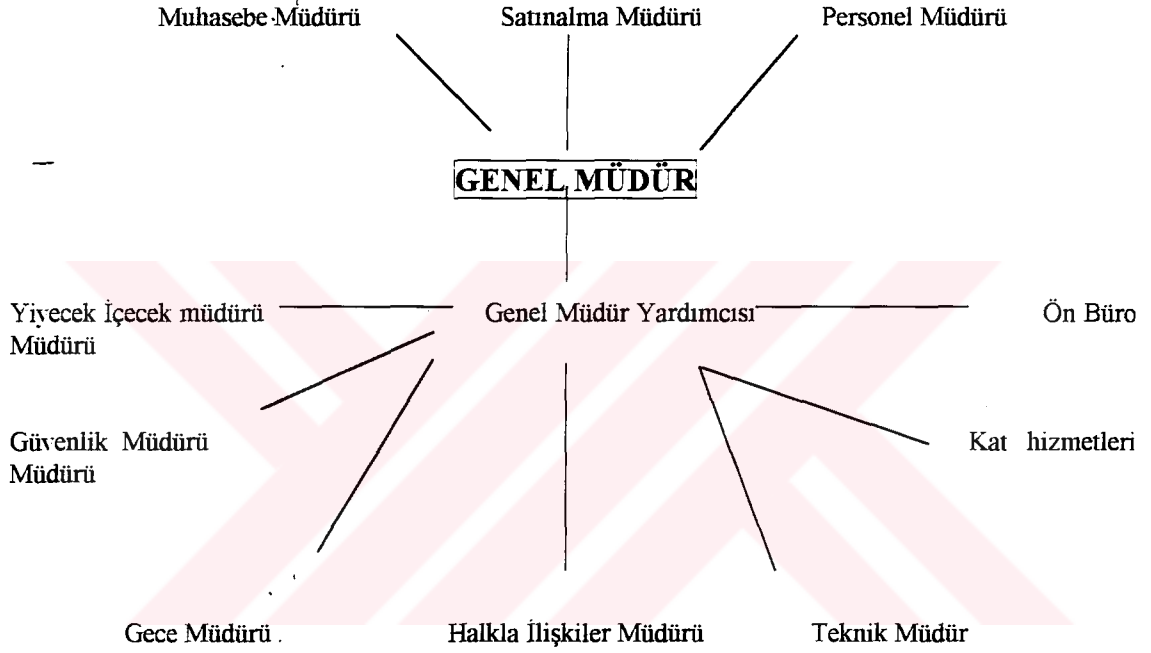 Muhasebe Müdürü Satınalma Müdürü Personel Müdürü
GENEL MÜDÜR
Yiyecek İçecek müdürü Genel Müdür Yardımcısı Ön Büro
Müdürü
Güvenlik Müdürü Kat hizmetleri
Müdürü
Gece Müdürü Halkla İlişkiler Müdürü Teknik Müdür